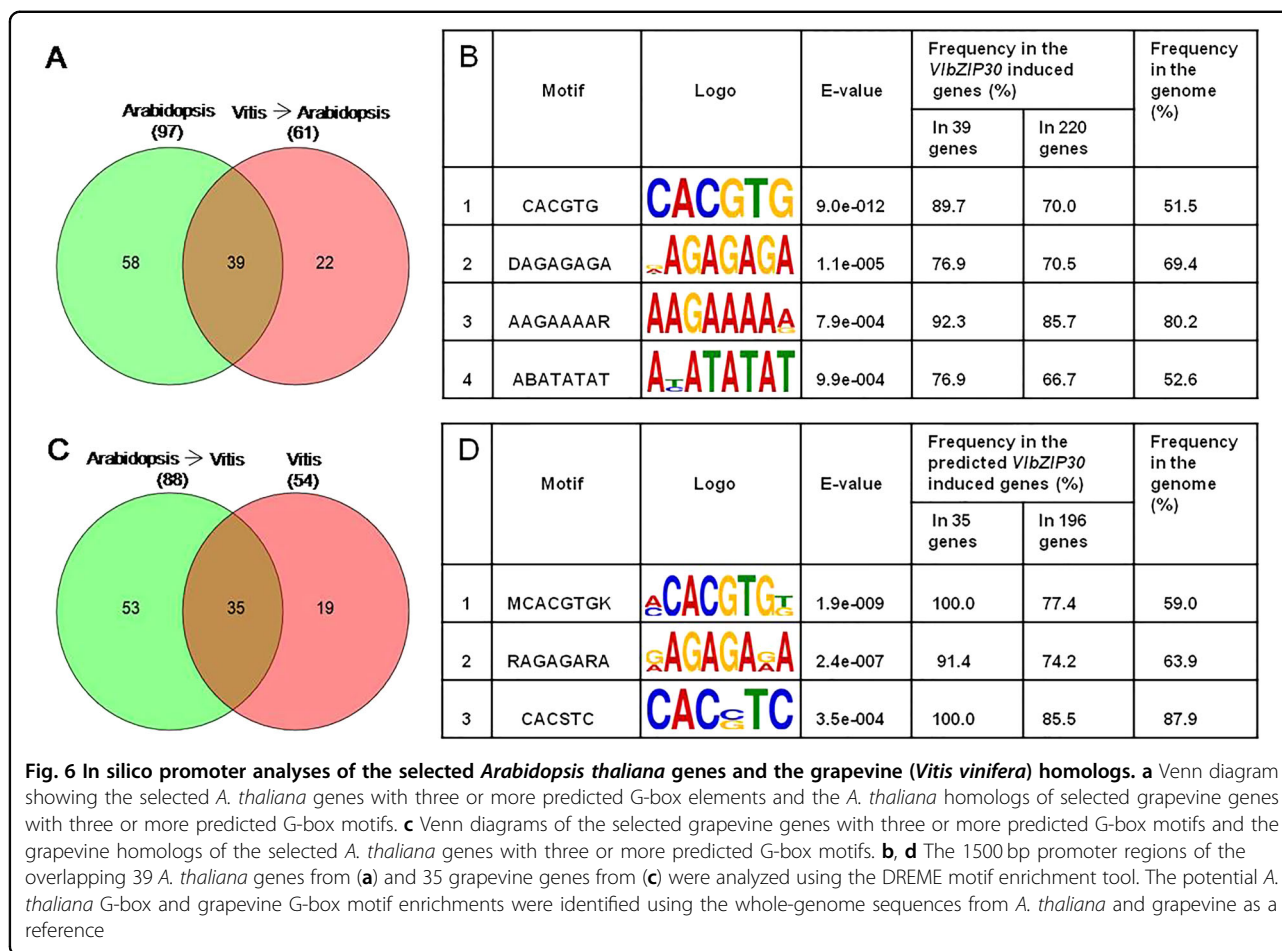 A
Arabidopsis
(97)
Vitis → Arabidopsis
(61)
58
39
22
B
Motif
Logo
E-value
Frequency in the
VlbZIP30 induced
genes (%)
Frequency
in the
genome
(%)
In 39
genes
In 220
genes
1 CACGTG CACGTG 9.0e-012 89.7 70.0 51.5
2 DAGAGAGA AGAGAGA 1.1e-005 76.9 70.5 69.4
3 AAGAAAAR AAGAAAAA 7.9e-004 92.3 85.7 80.2
4 ABATATAT ATATATAT 9.9e-004 76.9 66.7 52.6
C
Arabidopsis → Vitis
(88)
Vitis
(54)
53
35
19
D
Motif
Logo
E-value
Frequency in the
predicted VlbZIP30
induced genes (%)
Frequency
in the
genome
(%)
In 35
genes
In 196
genes
1 MCACGTGK ACACGTGT 1.9e-009 100.0 77.4 59.0
2 RAGAGARA GAGAGAGA 2.4e-007 91.4 74.2 63.9
3 CACSTC CACCTC 3.5e-004 100.0 85.5 87.9
Fig. 6 In silico promoter analyses of the selected Arabidopsis thaliana genes and the grapevine (Vitis vinifera) homologs. a Venn diagram
showing the selected A. thaliana genes with three or more predicted G-box elements and the A. thaliana homologs of selected grapevine genes
with three or more predicted G-box motifs. c Venn diagrams of the selected grapevine genes with three or more predicted G-box motifs and the
grapevine homologs of the selected A. thaliana genes with three or more predicted G-box motifs. b, d The 1500 bp promoter regions of the
overlapping 39 A. thaliana genes from (a) and 35 grapevine genes from (c) were analyzed using the DREME motif enrichment tool. The potential A.
thaliana G-box and grapevine G-box motif enrichments were identified using the whole-genome sequences from A. thaliana and grapevine as a
reference